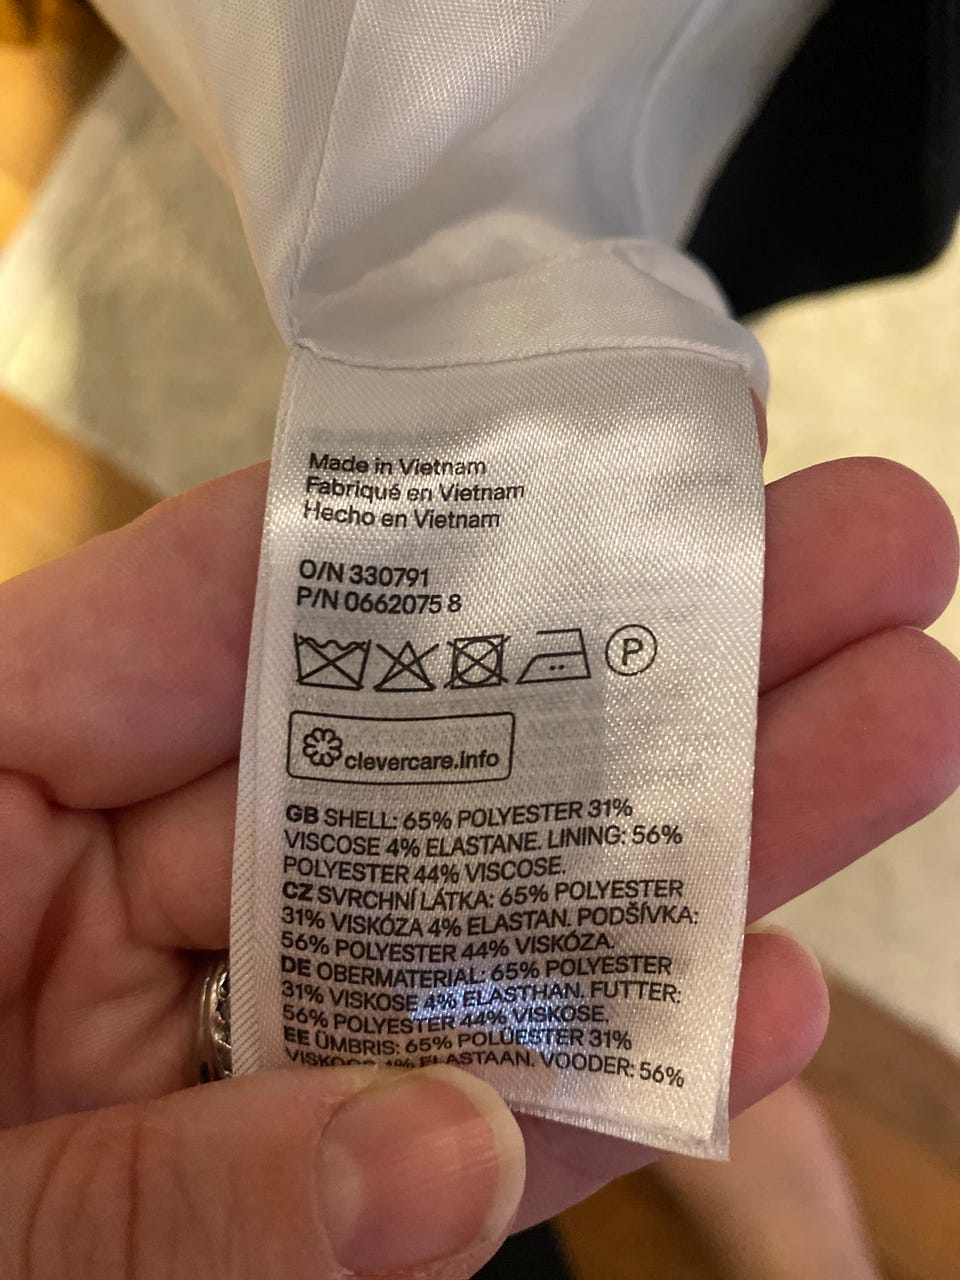 Made in Vietnam
Fabriqué en Vietnam
Hecho en Vietnam
O/N 330791
P/N 0662075 8
P
clevercare.info
GB SHELL: 65% POLYESTER 31%
VISCOSE 4% ELASTANE. LINING: 56%
POLYESTER 44% VISCOSE.
CZ SVRCHNÍ LÁTKA: 65% POLYESTER
31% VISKÓZA 4% ELASTAN. PODŠÍVKA:
56% POLYESTER 44% VISKÓZA.
DE OBERMATERIAL: 65% POLYESTER
31% VISKOSE 4% ELASTHAN. FUTTER:
56% POLYESTER 44% VISKOSE.
EE ÜMBRIS: 65% POLÜESTER 31%
4% ELASTAAN. VOODER: 56%